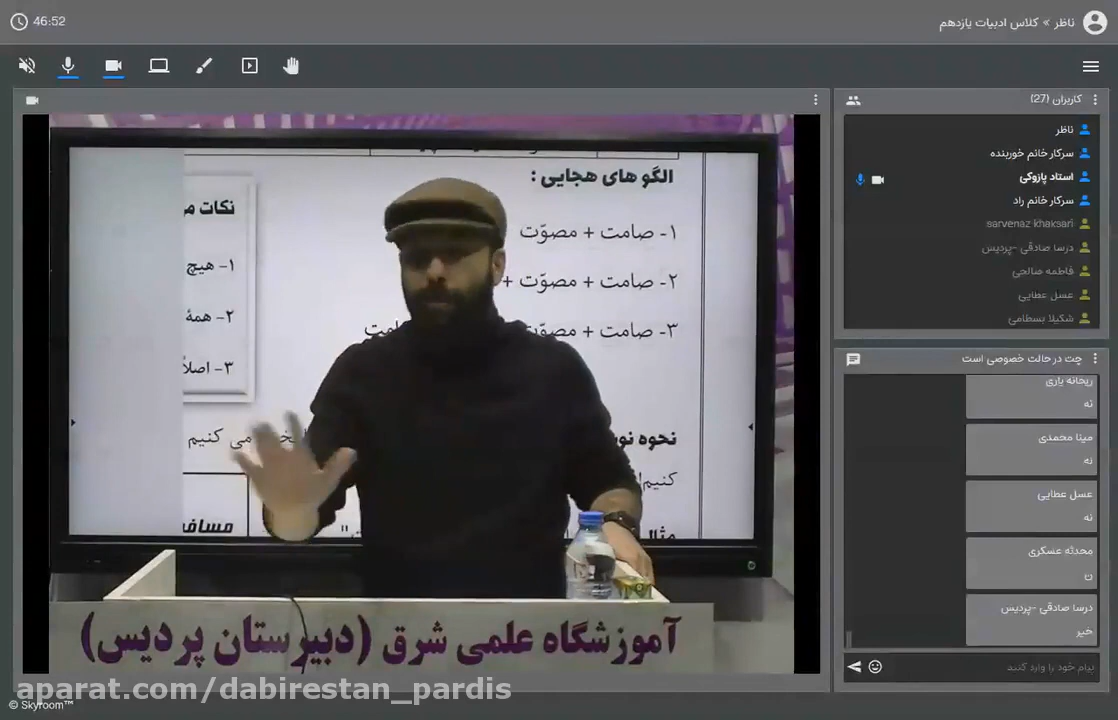 46:52
ناظر » کلاس ادبیات یازدهم
کاربران (27)
ناظر
سرکار خانم خوربنده
استاد پازوکی
سرکار خانم راد
sarvenaz khaksari
درسا صادقی -پردیس
فاطمه صالحی
عسل عطایی
شکیلا بسطامی
الگو های هجایی :
۱- صامت + مصوّت
۲- صامت + مصوّت +
۳- صامت + مصوّت
نکات
۱- هیچ
۲- همهٔ
۳- اصلاً
نحوه
می کنیم
کنیم
آموزشگاه علمی شرق (دبیرستان پردیس)
چت در حالت خصوصی است
ریحانه یاری
نه
مینا محمدی
نه
عسل عطایی
نه
محدثه عسکری
ن
درسا صادقی -پردیس
خیر
پیام خود را وارد کنید
aparat.com/dabirestan_pardis
© Skyroom™